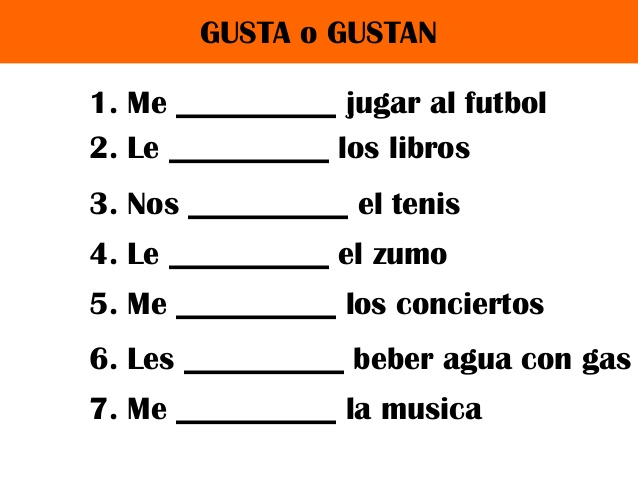 GUSTA o GUSTAN
1. Me __________ jugar al futbol
2. Le __________ los libros
3. Nos __________ el tenis
4. Le __________ el zumo
5. Me __________ los conciertos
6. Les __________ beber agua con gas
7. Me __________ la musica